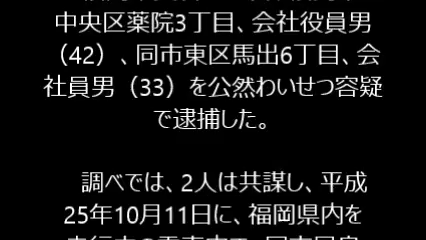 中央区薬院3丁目、会社役員男
（42）、同市東区馬出6丁目、会
社員男（33）を公然わいせつ容疑
で逮捕した。
調べでは、2人は共謀し、平成
25年10月11日に、福岡県内を